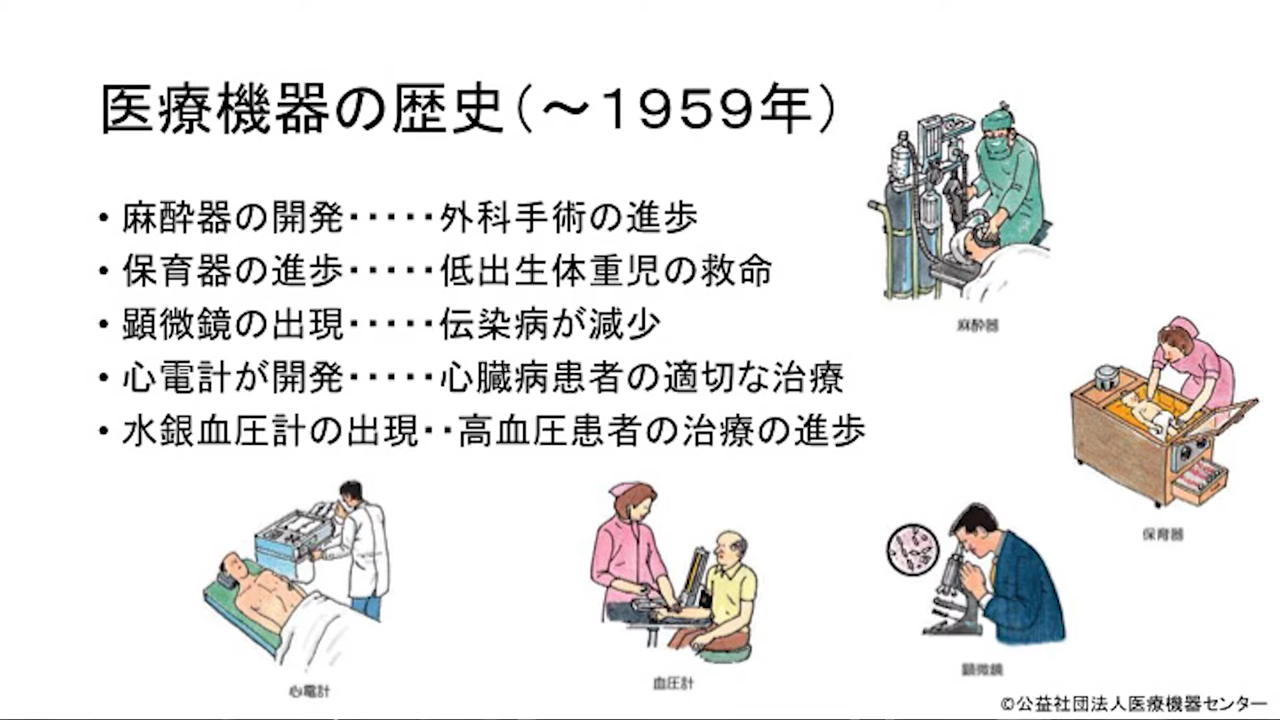 医療機器の歴史（～１９５９年）
・麻酔器の開発・・・・・外科手術の進歩
・保育器の進歩・・・・・低出生体重児の救命
・顕微鏡の出現・・・・・伝染病が減少
・心電計が開発・・・・・心臓病患者の適切な治療
・水銀血圧計の出現・・高血圧患者の治療の進歩
麻酔器
保育器
心電計
血圧計
顕微鏡
©公益社団法人医療機器センター